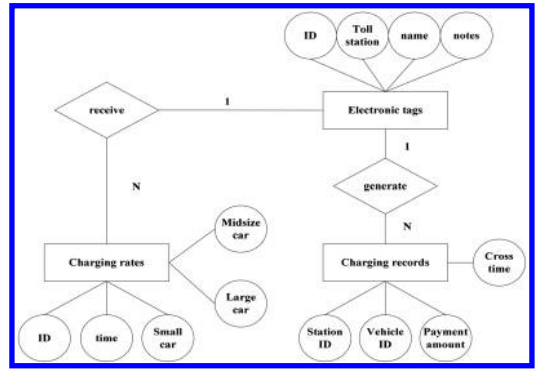 ID
Toll
station
name
notes
receive
1
Electronic tags
1
generate
N
N
Midsize
car
Charging rates
Charging records
Cross
time
Large
car
ID
time
Small
car
Station
ID
Vehicle
ID
Payment
amount